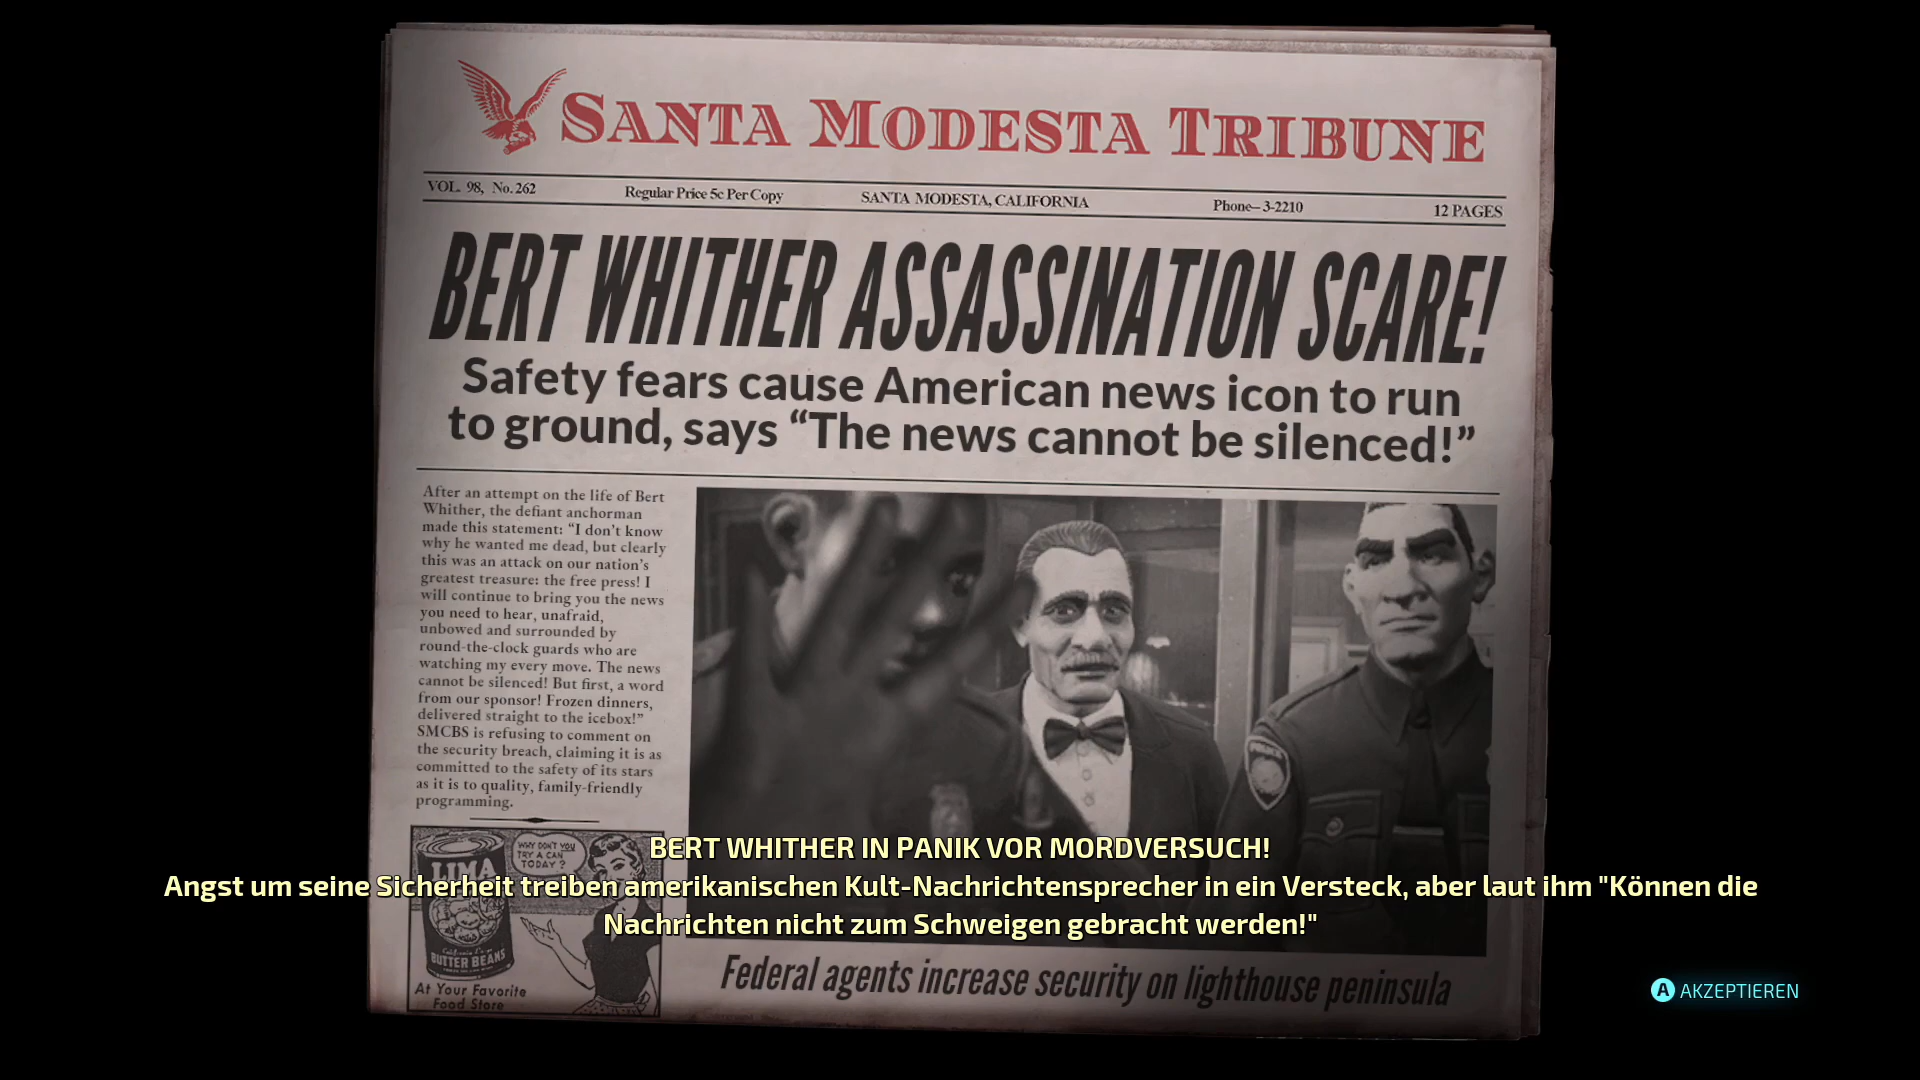 SANTA MODESTA TRIBUNE
VOL. 98, No. 262 Regular Price 5c Per Copy SANTA MODESTA, CALIFORNIA Phone– 3-2210 12 PAGES
BERT WHITHER ASSASSINATION SCARE!
Safety fears cause American news icon to run
to ground, says “The news cannot be silenced!”
After an attempt on the life of Bert
Whither, the defiant anchorman
made this statement: “I don’t know
why he wanted me dead, but clearly
this was an attack on our nation’s
greatest treasure: the free press! I
will continue to bring you the news
you need to hear, unafraid,
unbowed and surrounded by
round-the-clock guards who are
watching my every move. The news
cannot be silenced! But first, a word
from our sponsor! Frozen dinners,
delivered straight to the icebox!”
SMCBS is refusing to comment on
the security breach, claiming it is as
committed to the safety of its stars
as it is to quality, family-friendly
programming.
WHY DON'T YOU
TRY A CAN
TODAY?
LIMA
BUTTER BEANS
At Your Favorite
Food Store
POLICE
BERT WHITHER IN PANIK VOR MORDVERSUCH!
Angst um seine Sicherheit treiben amerikanischen Kult-Nachrichtensprecher in ein Versteck, aber laut ihm "Können die
Nachrichten nicht zum Schweigen gebracht werden!"
Federal agents increase security on lighthouse peninsula
A AKZEPTIEREN